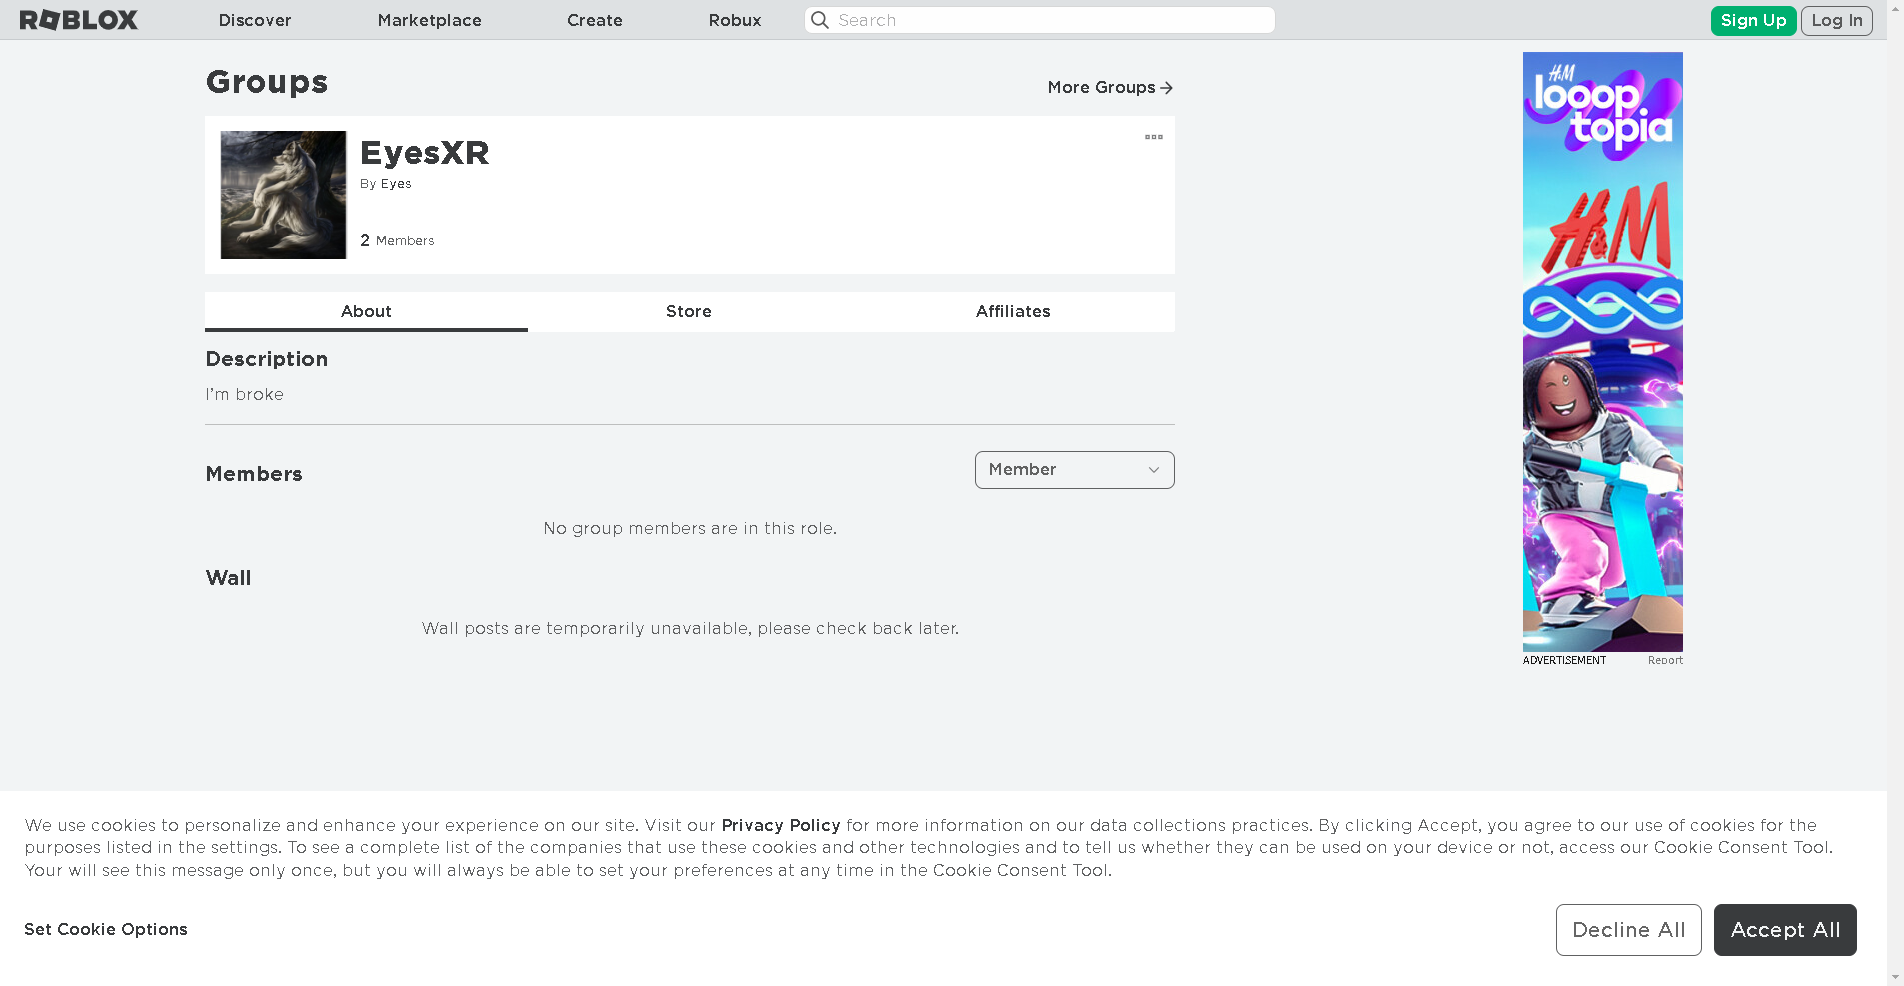 ROBLOX Discover Marketplace Create Robux Search Sign Up Log In
Groups
More Groups
EyesXR
By Eyes
2 Members
About Store Affiliates
Description
I'm broke
Members
Member
No group members are in this role.
Wall
Wall posts are temporarily unavailable, please check back later.
H&M
looop
topia
H&M
ADVERTISEMENT Report
We use cookies to personalize and enhance your experience on our site. Visit our Privacy Policy for more information on our data collections practices. By clicking Accept, you agree to our use of cookies for the
purposes listed in the settings. To see a complete list of the companies that use these cookies and other technologies and to tell us whether they can be used on your device or not, access our Cookie Consent Tool.
Your will see this message only once, but you will always be able to set your preferences at any time in the Cookie Consent Tool.
Set Cookie Options
Decline All
Accept All